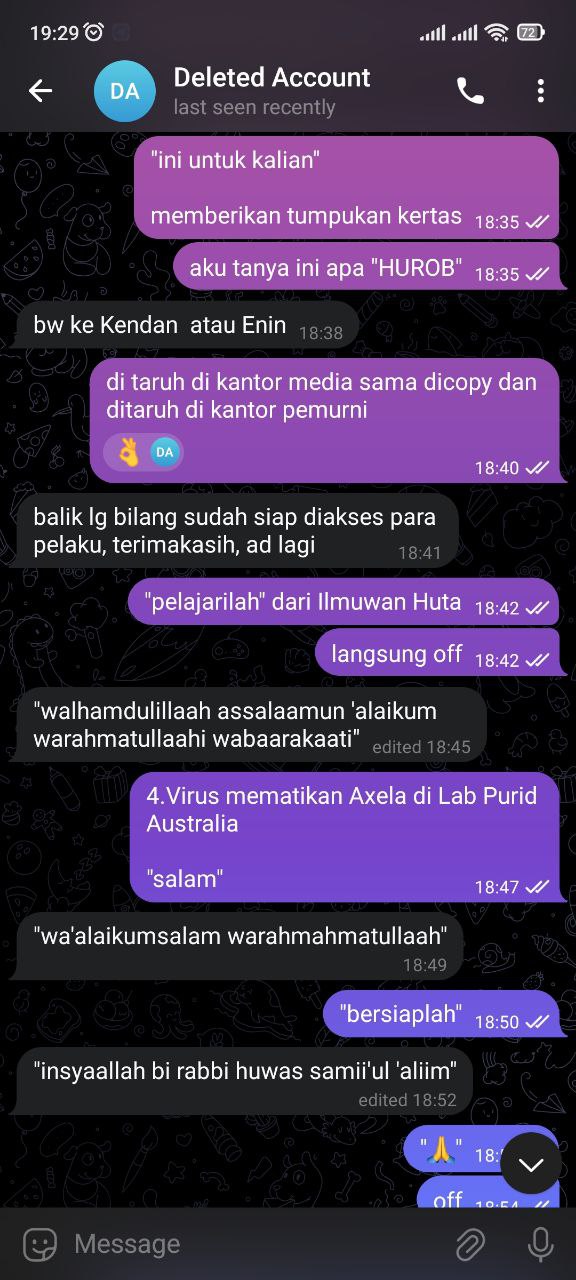 19:29
72
DA
Deleted Account
last seen recently
"ini untuk kalian"
memberikan tumpukan kertas 18:35
aku tanya ini apa "HUROB" 18:35
bw ke Kendan atau Enin 18:38
di taruh di kantor media sama dicopy dan
ditaruh di kantor pemurni
DA
18:40
balik lg bilang sudah siap diakses para
pelaku, terimakasih, ad lagi 18:41
"pelajarilah" dari Ilmuwan Huta 18:42
langsung off 18:42
"walhamdulillaah assalaamun 'alaikum
warahmatullaahi wabaarakaati" edited 18:45
4.Virus mematikan Axela di Lab Purid
Australia
"salam" 18:47
"wa'alaikumsalam warahmahmatullaah"
18:49
"bersiaplah" 18:50
"insyaallah bi rabbi huwas samii'ul 'aliim"
edited 18:52
"🙏" 18:
off 18:54
Message